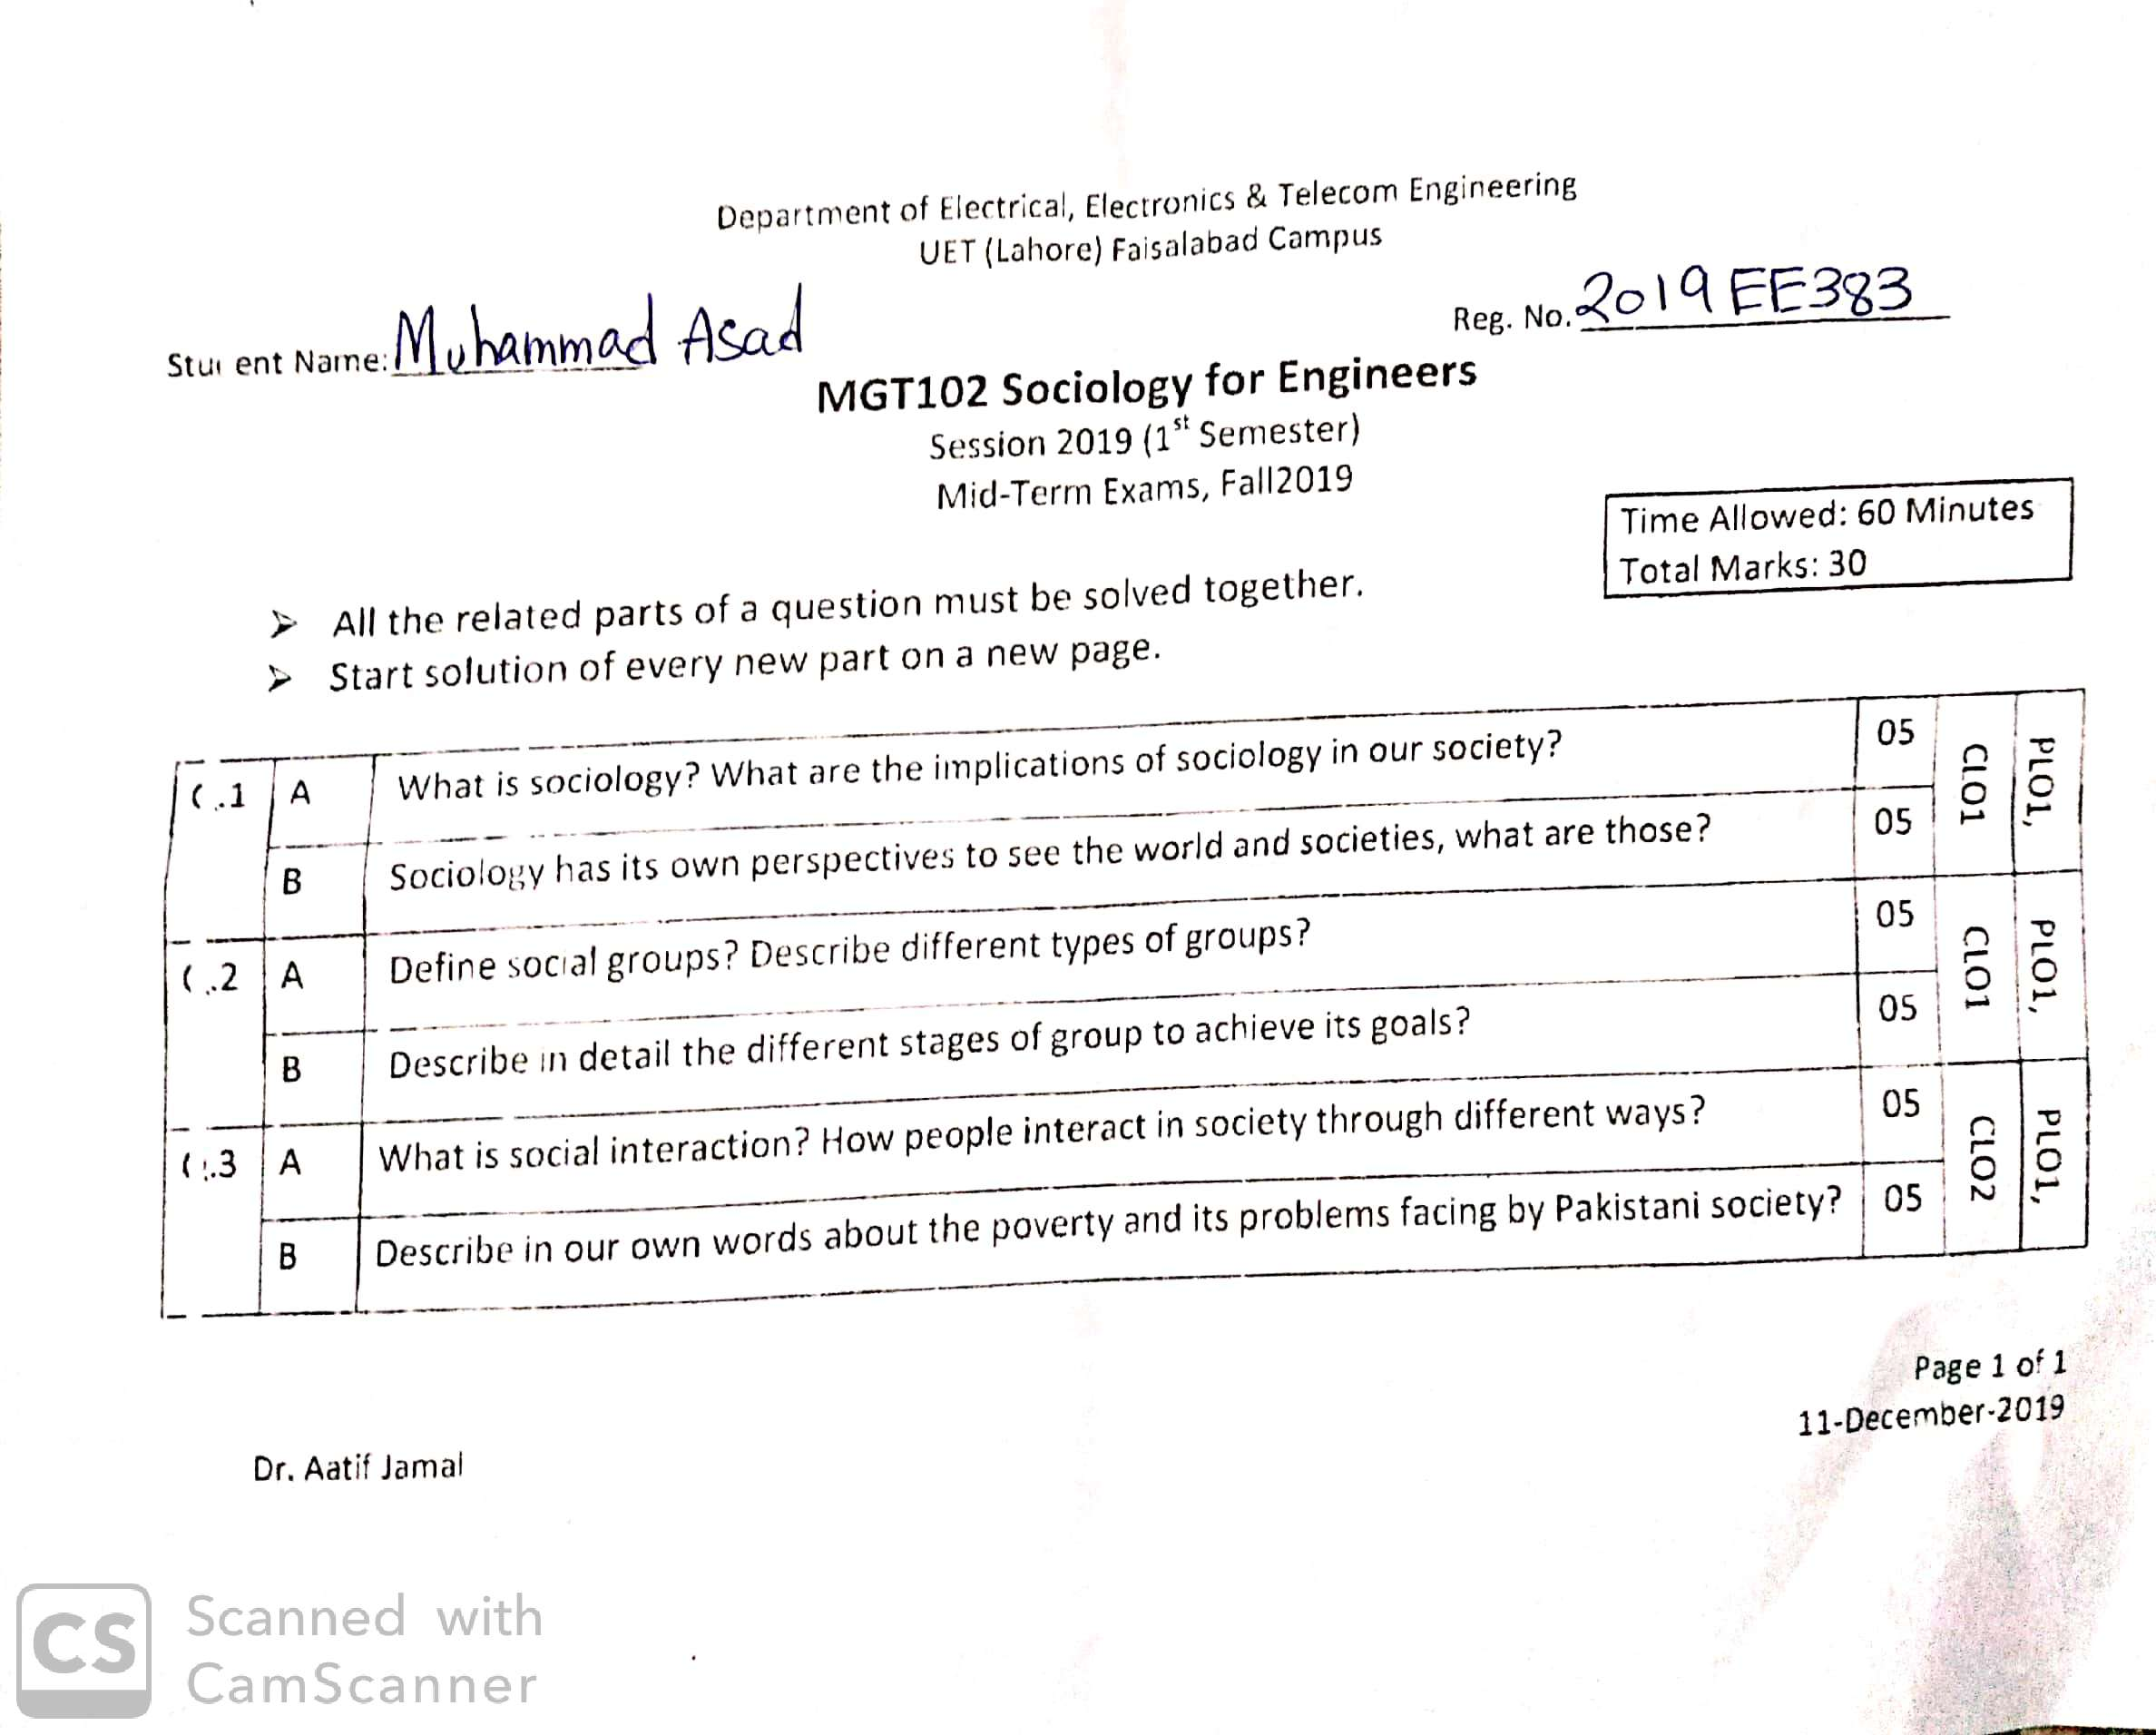 Department of Electrical, Electronics & Telecom Engineering
UET (Lahore) Faisalabad Campus
Student Name: Muhammad Asad Reg. No. 2019EE383
MGT102 Sociology for Engineers
Session 2019 (1st Semester)
Mid-Term Exams, Fall2019
Time Allowed: 60 Minutes
Total Marks: 30
➢ All the related parts of a question must be solved together.
➢ Start solution of every new part on a new page.
Q.1 A What is sociology? What are the implications of sociology in our society? 05 CLO1 PLO1,
B Sociology has its own perspectives to see the world and societies, what are those? 05
Q.2 A Define social groups? Describe different types of groups? 05 CLO1 PLO1,
B Describe in detail the different stages of group to achieve its goals? 05
Q.3 A What is social interaction? How people interact in society through different ways? 05 CLO2 PLO1,
B Describe in our own words about the poverty and its problems facing by Pakistani society? 05
Page 1 of 1
11-December-2019
Dr. Aatif Jamal
CS Scanned with
CamScanner